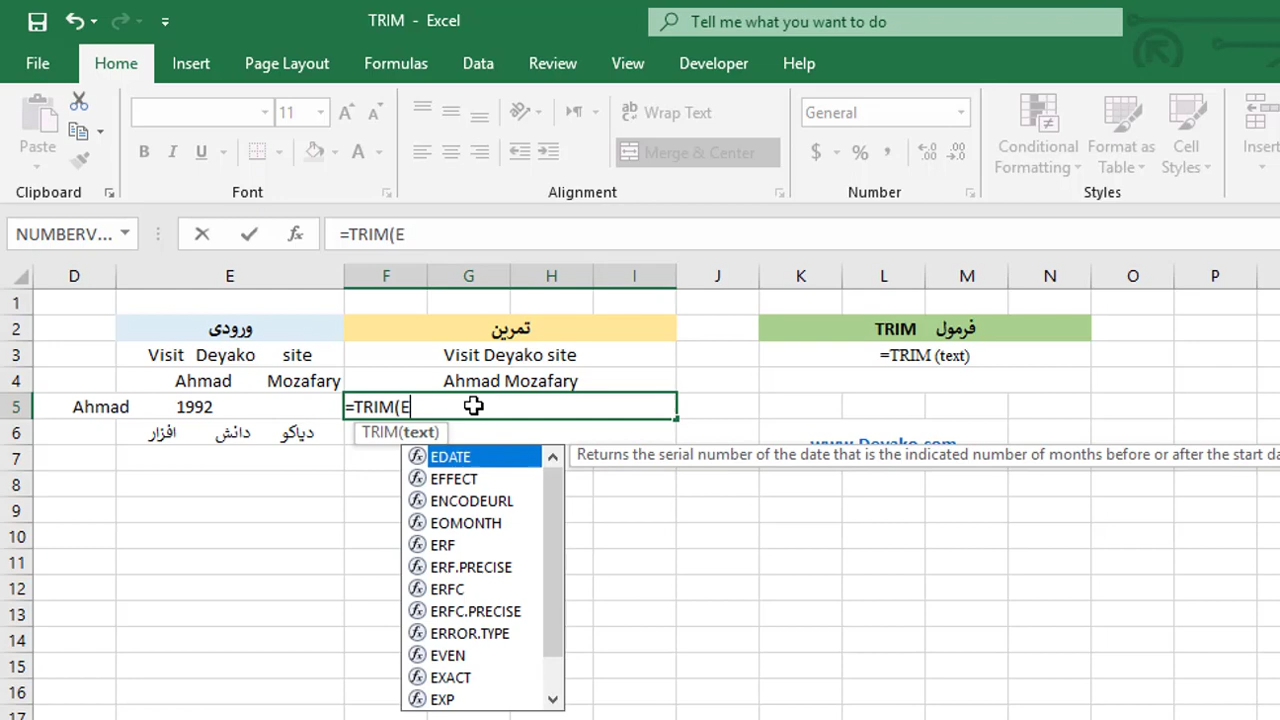 TRIM - Excel
Tell me what you want to do
File Home Insert Page Layout Formulas Data Review View Developer Help
Paste
11
Wrap Text
Merge & Center
General
$ % ,
Conditional Formatting
Format as Table
Cell Styles
Insert
B I U A
Clipboard Font Alignment Number Styles
NUMBERV... fx =TRIM(E
D E F G H I J K L M N O P
1
2 ورودی تمرین فرمول TRIM
3 Visit Deyako site Visit Deyako site =TRIM (text)
4 Ahmad Mozafary Ahmad Mozafary
5 Ahmad 1992 =TRIM(E
6 دیاکو دانش افزار TRIM(text) www.Deyako.com
7 EDATE Returns the serial number of the date that is the indicated number of months before or after the start da
8 EFFECT
9 ENCODEURL
10 EOMONTH
11 ERF
ERF.PRECISE
12 ERFC
13 ERFC.PRECISE
14 ERROR.TYPE
15 EVEN
EXACT
16 EXP